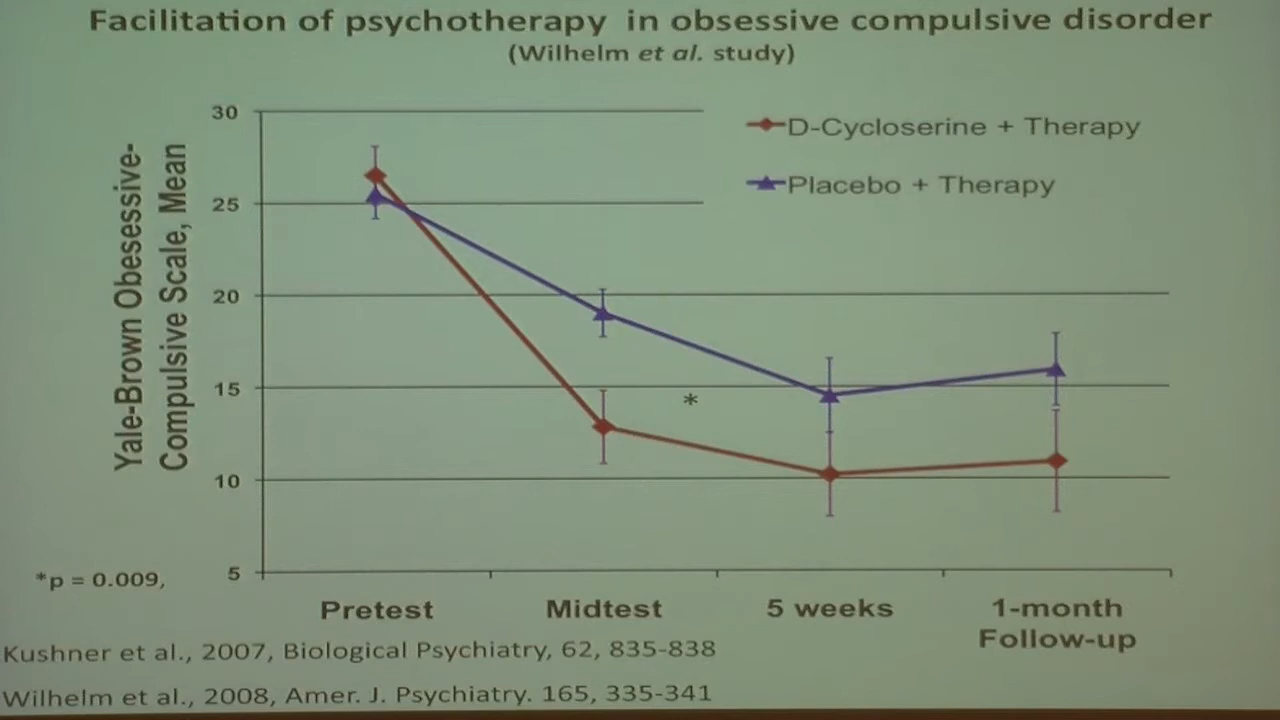 Facilitation of psychotherapy in obsessive compulsive disorder
(Wilhelm et al. study)
Yale-Brown Obesessive-
Compulsive Scale, Mean
30
25
20
15
10
5
D-Cycloserine + Therapy
Placebo + Therapy
*
*p = 0.009,
Pretest
Midtest
5 weeks
1-month
Follow-up
Kushner et al., 2007, Biological Psychiatry, 62, 835-838
Wilhelm et al., 2008, Amer. J. Psychiatry. 165, 335-341